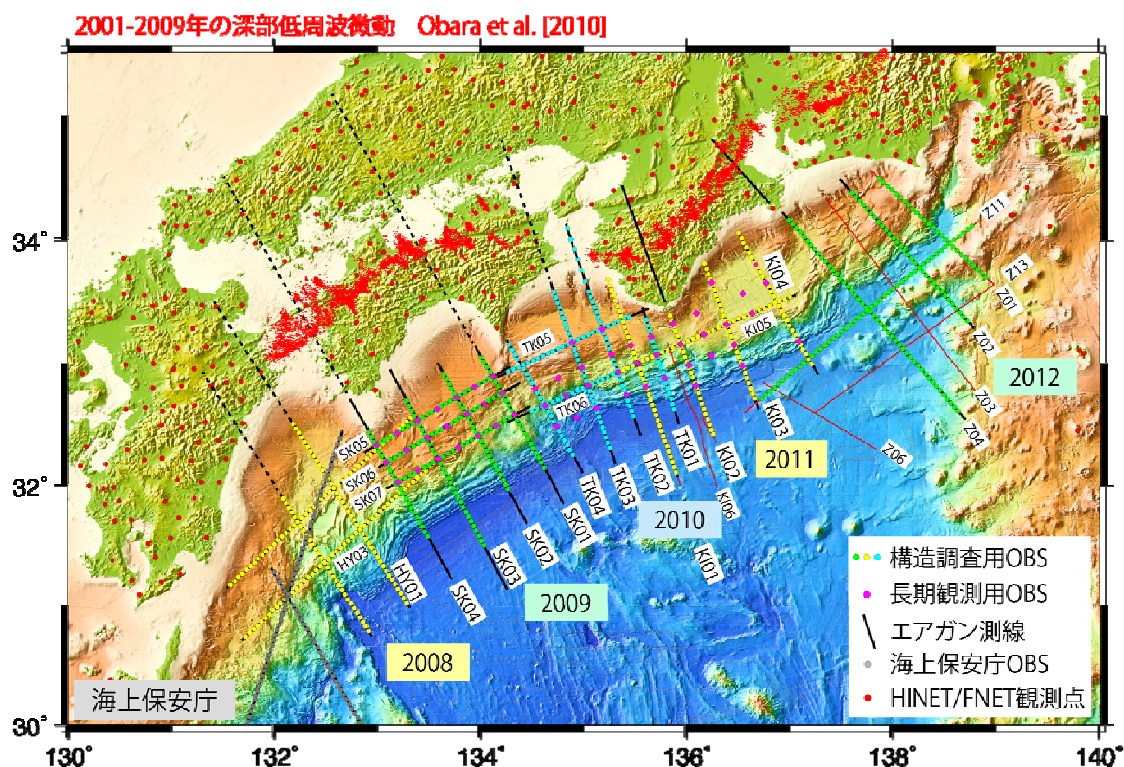 2001-2009年の深部低周波微動 Obara et al. [2010]
34°
32°
30°
130°
132°
134°
136°
138°
140°
TK05
TK06
SK05
SK06
SK07
HY03
HY01
SK04
SK03
SK02
SK01
TK04
TK03
TK02
TK01
KI01
KI02
K06
KI03
KI04
KI05
Z11
Z13
Z01
Z02
Z03
Z04
Z06
2008
2009
2010
2011
2012
海上保安庁
構造調査用OBS
長期観測用OBS
エアガン測線
海上保安庁OBS
HINET/FNET観測点